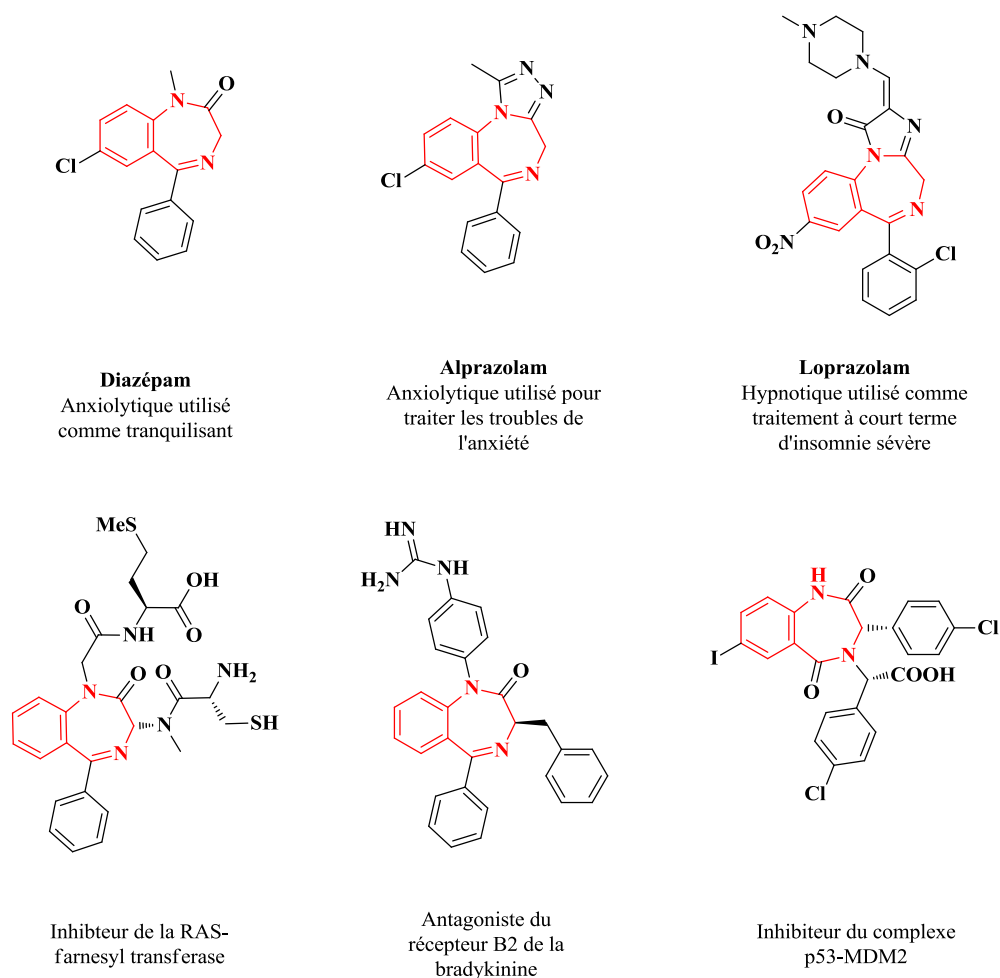 N
O
N
Cl
N
N
N
N
Cl
N
N
O
N
N
N
O₂N
Cl
Diazépam
Anxiolytique utilisé
comme tranquilisant
Alprazolam
Anxiolytique utilisé pour
traiter les troubles de
l'anxiété
Loprazolam
Hypnotique utilisé comme
traitement à court terme
d'insomnie sévère
MeS
OH
O
NH
O
O
N
O
NH₂
N
SH
N
HN
H₂N
NH
N
O
N
H
N
O
Cl
I
N
O
COOH
Cl
Inhibteur de la RAS-
farnesyl transferase
Antagoniste du
récepteur B2 de la
bradykinine
Inhibiteur du complexe
p53-MDM2